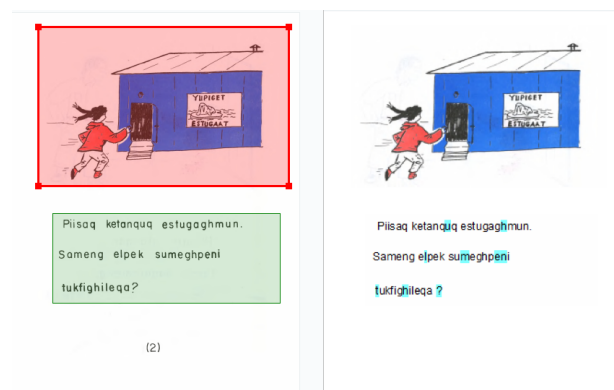 YUPIGET
ESTUGAAT
Piisaq ketanquq estugaghmun.
Sameng elpek sumeghpeni
tukfighileqa?
(2)
YUPIGET
ESTUGAAT
Piisaq ketanquq estugaghmun.
Sameng elpek sumeghpeni
tukfighileqa ?